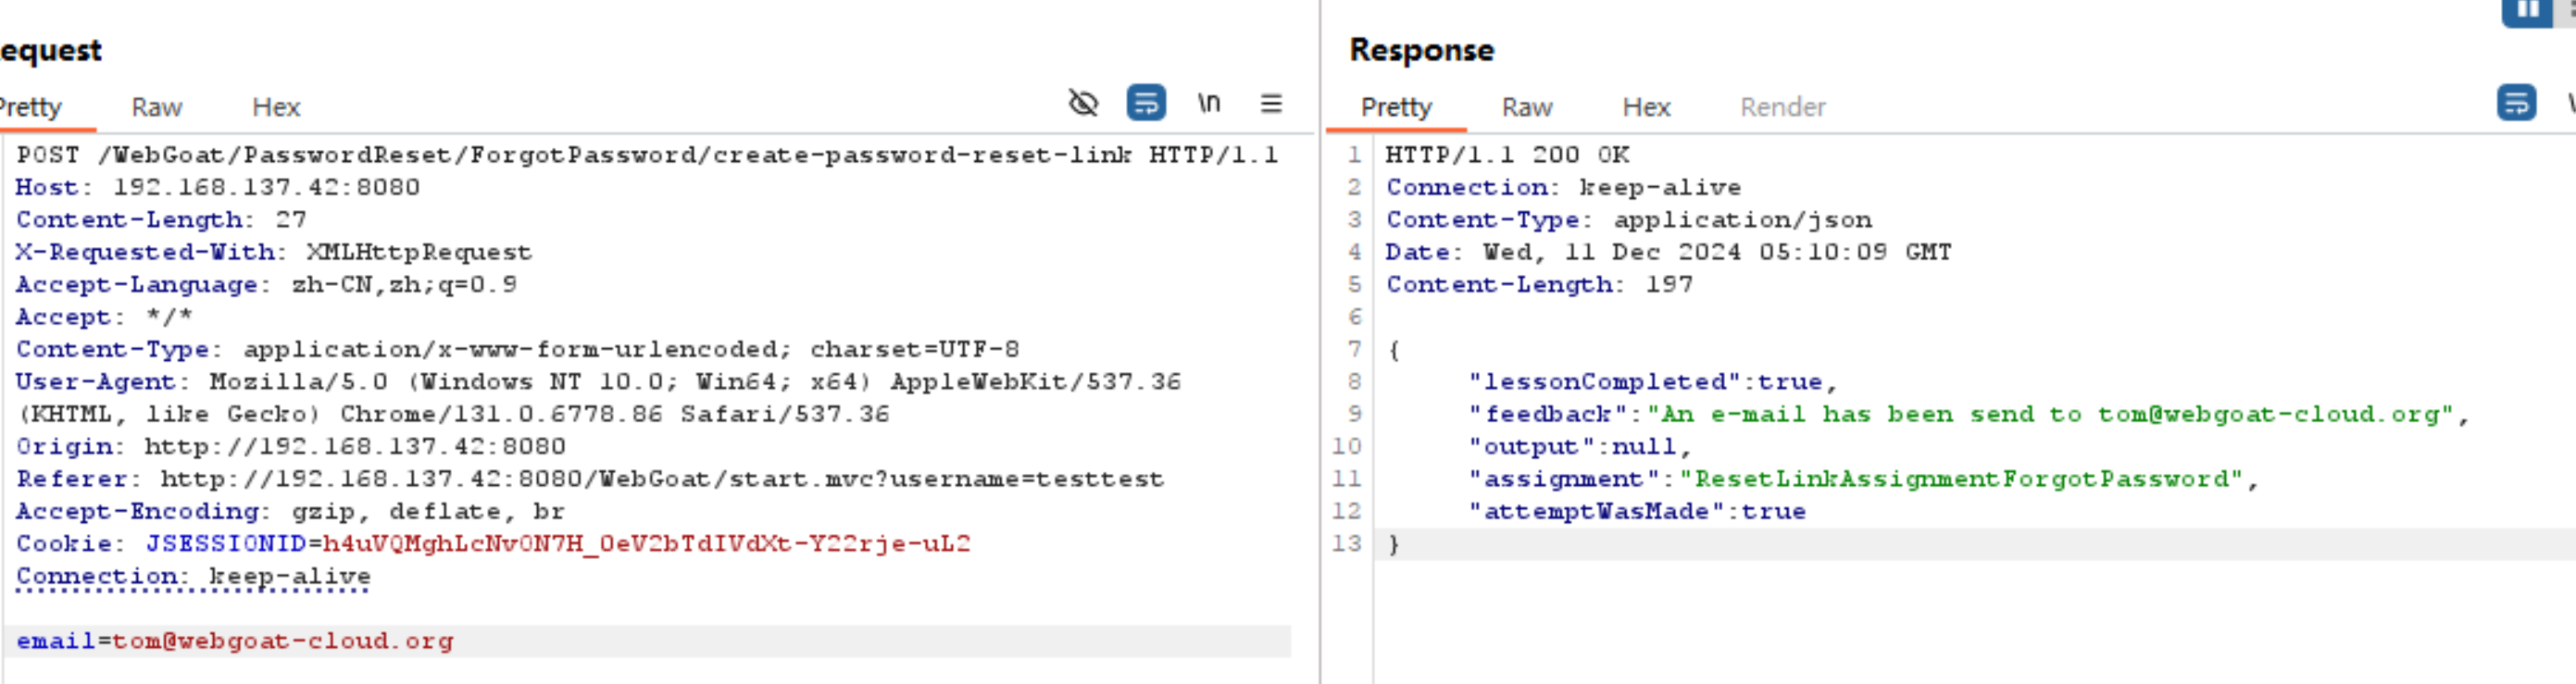 equest
Pretty Raw Hex \n
POST /WebGoat/PasswordReset/ForgotPassword/create-password-reset-link HTTP/1.1
Host: 192.168.137.42:8080
Content-Length: 27
X-Requested-With: XMLHttpRequest
Accept-Language: zh-CN,zh;q=0.9
Accept: */*
Content-Type: application/x-www-form-urlencoded; charset=UTF-8
User-Agent: Mozilla/5.0 (Windows NT 10.0; Win64; x64) AppleWebKit/537.36
(KHTML, like Gecko) Chrome/131.0.6778.86 Safari/537.36
Origin: http://192.168.137.42:8080
Referer: http://192.168.137.42:8080/WebGoat/start.mvc?username=testtest
Accept-Encoding: gzip, deflate, br
Cookie: JSESSIONID=h4uVQMghLcNv0N7H_0eV2bTdIVdXt-Y22rje-uL2
Connection: keep-alive
email=tom@webgoat-cloud.org
Response
Pretty Raw Hex Render
1 HTTP/1.1 200 OK
2 Connection: keep-alive
3 Content-Type: application/json
4 Date: Wed, 11 Dec 2024 05:10:09 GMT
5 Content-Length: 197
6
7 {
8 "lessonCompleted":true,
9 "feedback":"An e-mail has been send to tom@webgoat-cloud.org",
10 "output":null,
11 "assignment":"ResetLinkAssignmentForgotPassword",
12 "attemptWasMade":true
13 }